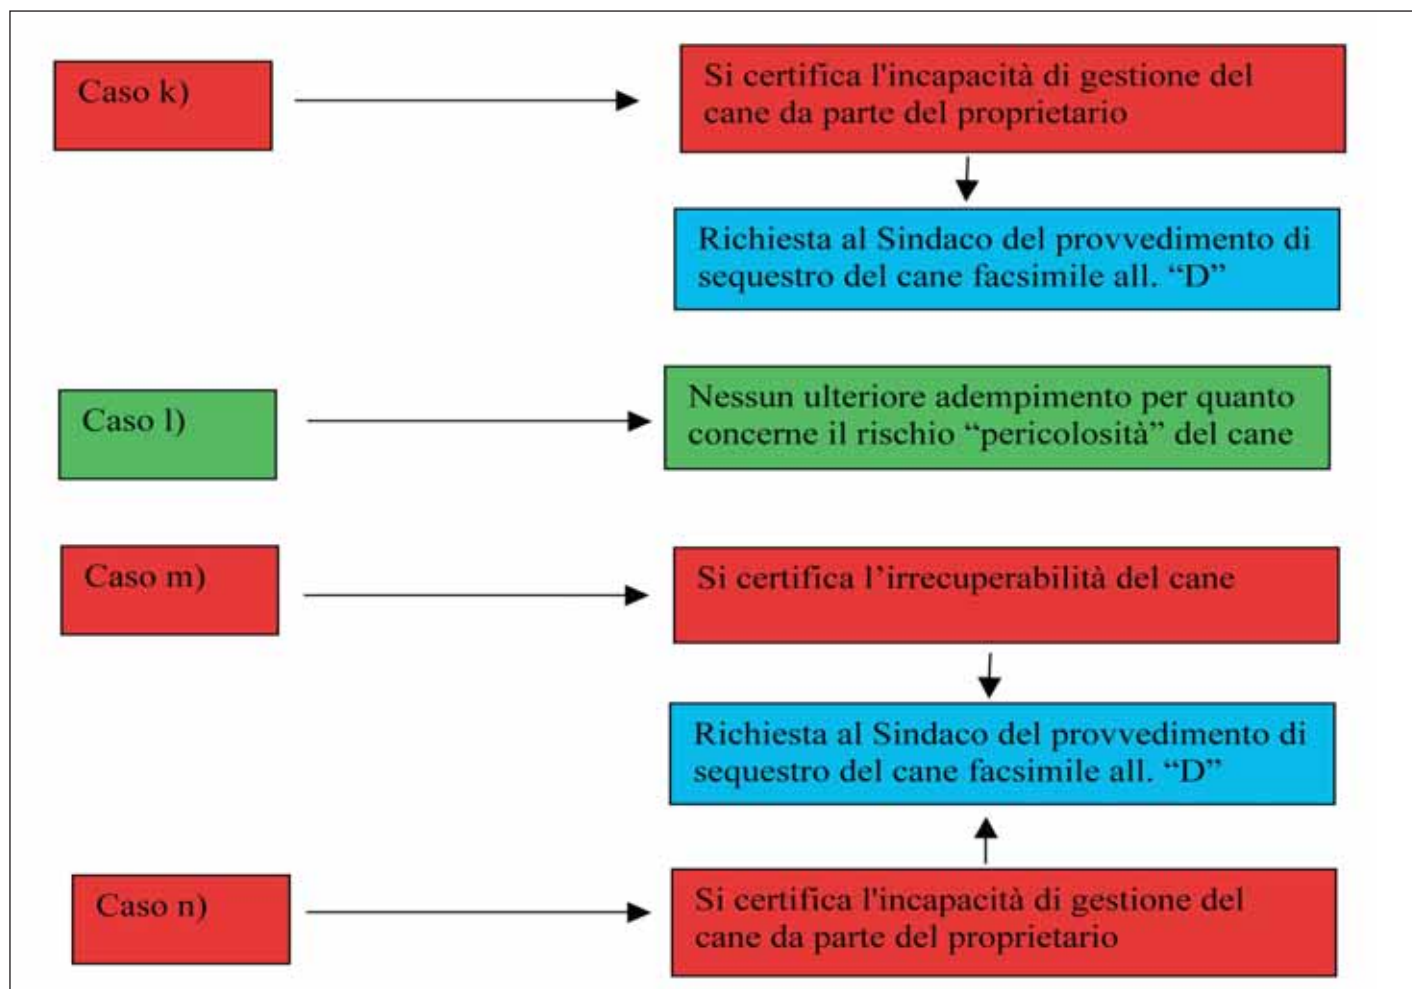 Caso k)
Si certifica l'incapacità di gestione del
cane da parte del proprietario
Richiesta al Sindaco del provvedimento di
sequestro del cane facsimile all. “D”
Caso l)
Nessun ulteriore adempimento per quanto
concerne il rischio “pericolosità” del cane
Caso m)
Si certifica l’irrecuperabilità del cane
Richiesta al Sindaco del provvedimento di
sequestro del cane facsimile all. “D”
Caso n)
Si certifica l'incapacità di gestione del
cane da parte del proprietario